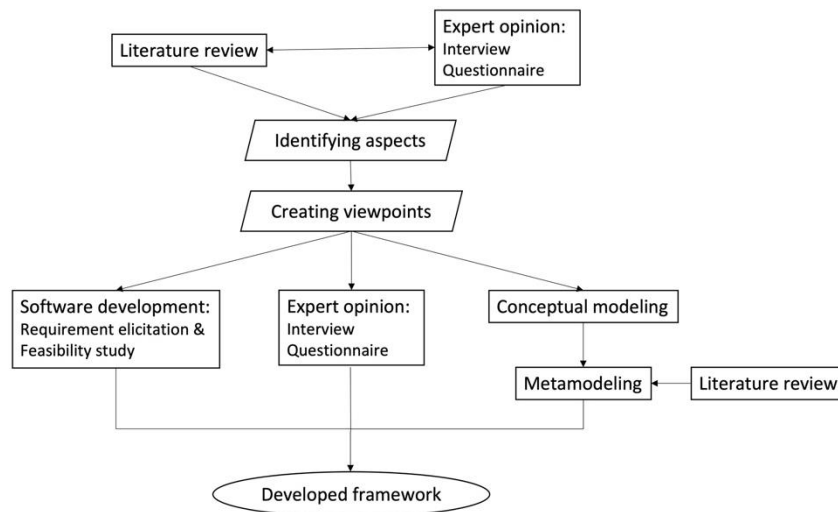 Expert opinion:
Literature review
Interview
Questionnaire
Identifying aspects
Creating viewpoints
Software development:
Requirement elicitation &
Feasibility study
Expert opinion:
Interview
Questionnaire
Conceptual modeling
Metamodeling
Literature review
Developed framework